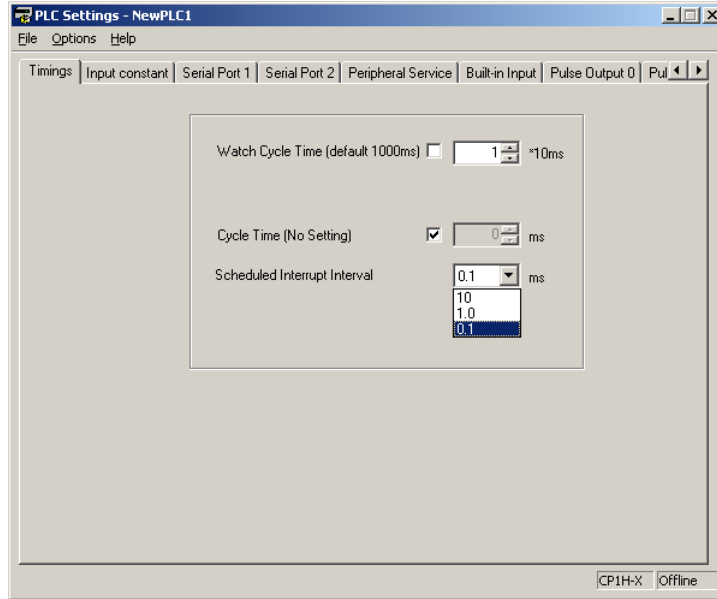 PLC Settings - NewPLC1
File Options Help
Timings Input constant Serial Port 1 Serial Port 2 Peripheral Service Built-in Input Pulse Output 0 Pul
Watch Cycle Time (default 1000ms) 1 *10ms
Cycle Time (No Setting) 0 ms
Scheduled Interrupt Interval 0.1 ms
10
1.0
0.1
CP1H-X Offline